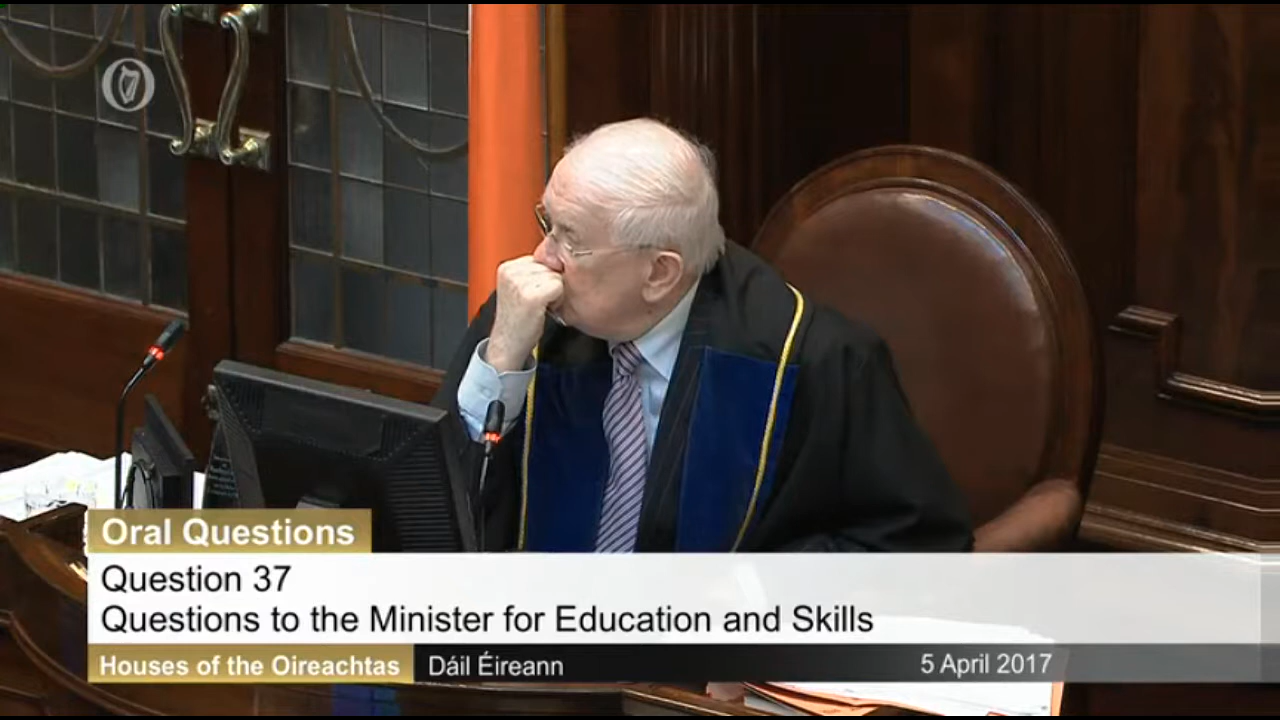 Oral Questions
Question 37
Questions to the Minister for Education and Skills
Houses of the Oireachtas
Dáil Éireann
5 April 2017